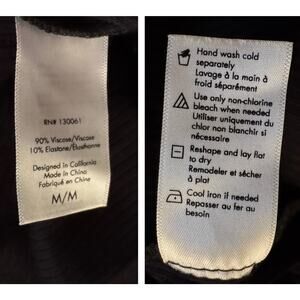 RN# 130061
90% Viscose/Viscose
10% Elastane/Élasthanne
Designed in California
Made in China
Fabriqué en Chine
M/M
Hand wash cold
separately
Lavage à la main à
froid séparément
Use only non-chlorine
bleach when needed
Utiliser uniquement du
chlor non blanchir si
nécessaire
Reshape and lay flat
to dry
Remodeler et sécher
à plat
Cool iron if needed
Repasser au fer au
besoin